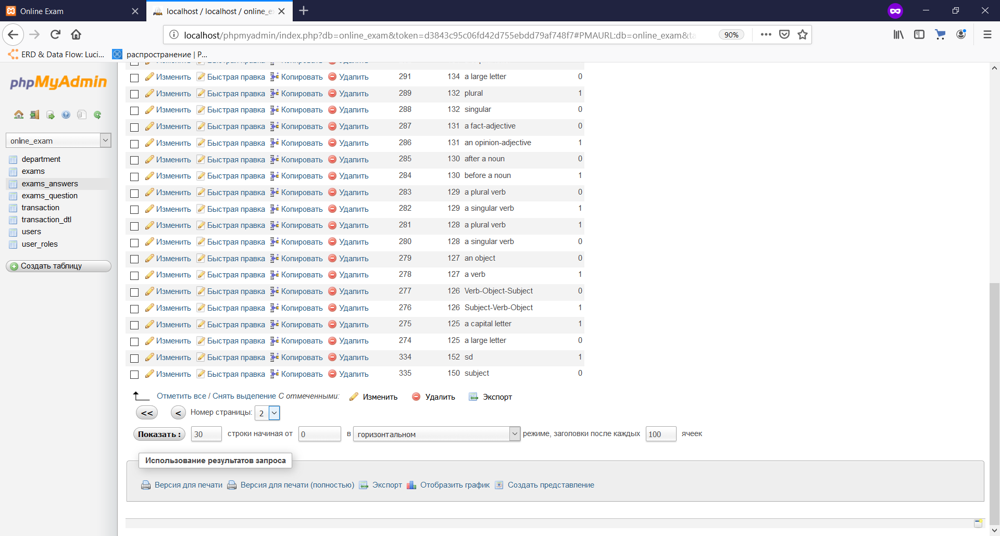 Online Exam
PMA localhost / localhost / online_e
localhost/phpmyadmin/index.php?db=online_exam&token=d3843c95c06fd42d755ebdd79af748f7#PMAURL:db=online_exam&ta 90%
ERD & Data Flow: Luci... распространение | Р...
phpMyAdmin
online_exam
department
exams
exams_answers
exams_question
transaction
transaction_dtl
users
user_roles
Создать таблицу
Изменить Быстрая правка Копировать Удалить
Изменить Быстрая правка Копировать Удалить 291 134 a large letter 0
Изменить Быстрая правка Копировать Удалить 289 132 plural 1
Изменить Быстрая правка Копировать Удалить 288 132 singular 0
Изменить Быстрая правка Копировать Удалить 287 131 a fact-adjective 0
Изменить Быстрая правка Копировать Удалить 286 131 an opinion-adjective 1
Изменить Быстрая правка Копировать Удалить 285 130 after a noun 0
Изменить Быстрая правка Копировать Удалить 284 130 before a noun 1
Изменить Быстрая правка Копировать Удалить 283 129 a plural verb 0
Изменить Быстрая правка Копировать Удалить 282 129 a singular verb 1
Изменить Быстрая правка Копировать Удалить 281 128 a plural verb 1
Изменить Быстрая правка Копировать Удалить 280 128 a singular verb 0
Изменить Быстрая правка Копировать Удалить 279 127 an object 0
Изменить Быстрая правка Копировать Удалить 278 127 a verb 1
Изменить Быстрая правка Копировать Удалить 277 126 Verb-Object-Subject 0
Изменить Быстрая правка Копировать Удалить 276 126 Subject-Verb-Object 1
Изменить Быстрая правка Копировать Удалить 275 125 a capital letter 1
Изменить Быстрая правка Копировать Удалить 274 125 a large letter 0
Изменить Быстрая правка Копировать Удалить 334 152 sd 1
Изменить Быстрая правка Копировать Удалить 335 150 subject 0
Отметить все / Снять выделение С отмеченными: Изменить Удалить Экспорт
<< < Номер страницы: 2
Показать : 30 строки начиная от 0 в горизонтальном режиме, заголовки после каждых 100 ячеек
Использование результатов запроса
Версия для печати Версия для печати (полностью) Экспорт Отобразить график Создать представление